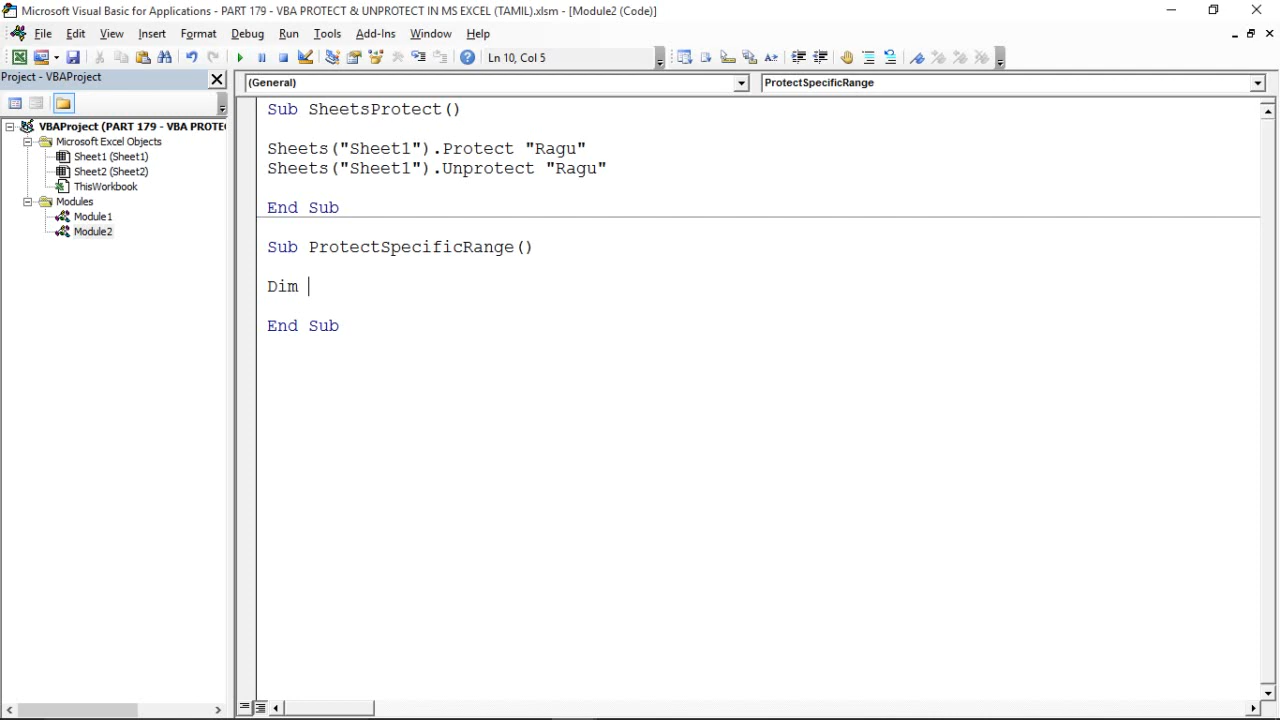 Microsoft Visual Basic for Applications - PART 179 - VBA PROTECT & UNPROTECT IN MS EXCEL (TAMIL).xlsm - [Module2 (Code)]
File Edit View Insert Format Debug Run Tools Add-Ins Window Help
Ln 10, Col 5
Project - VBAProject
(General)
ProtectSpecificRange
VBAProject (PART 179 - VBA PROTE
Microsoft Excel Objects
Sheet1 (Sheet1)
Sheet2 (Sheet2)
ThisWorkbook
Modules
Module1
Module2
Sub SheetsProtect()
Sheets("Sheet1").Protect "Ragu"
Sheets("Sheet1").Unprotect "Ragu"
End Sub
Sub ProtectSpecificRange()
Dim
End Sub